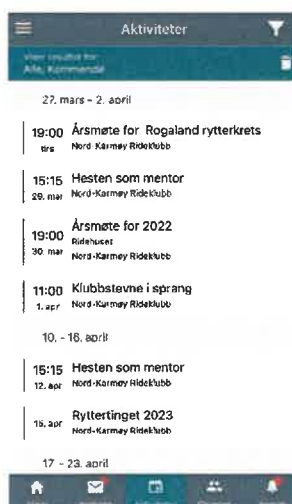 Aktiviteter
Viser resultat for:
Alle, Kommende
27. mars - 2. april
19:00 Årsmøte for Rogaland rytterkrets
tirs Nord-Karmøy Rideklubb
15:15 Hesten som mentor
29. mar Nord-Karmøy Rideklubb
19:00 Årsmøte for 2022
Ridehuset
30. mar Nord-Karmøy Rideklubb
11:00 Klubbstevne i sprang
1. apr Nord-Karmøy Rideklubb
10. - 16. april
15:15 Hesten som mentor
12. apr Nord-Karmøy Rideklubb
15. apr Ryttertinget 2023
Nord-Karmøy Rideklubb
17 - 23. april